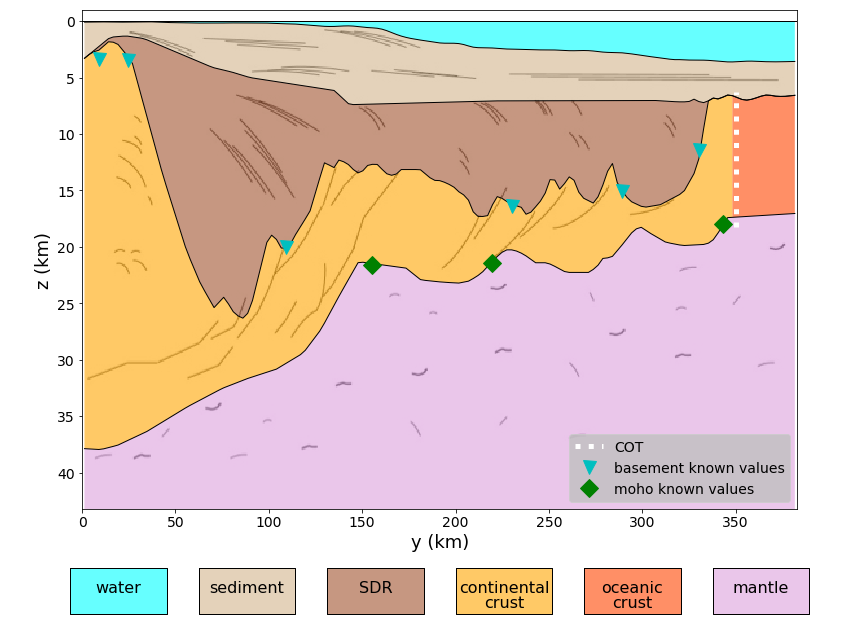 0
5
10
15
20
25
30
35
40
z (km)
0 50 100 150 200 250 300 350
y (km)
COT
basement known values
moho known values
water sediment SDR continental crust oceanic crust mantle